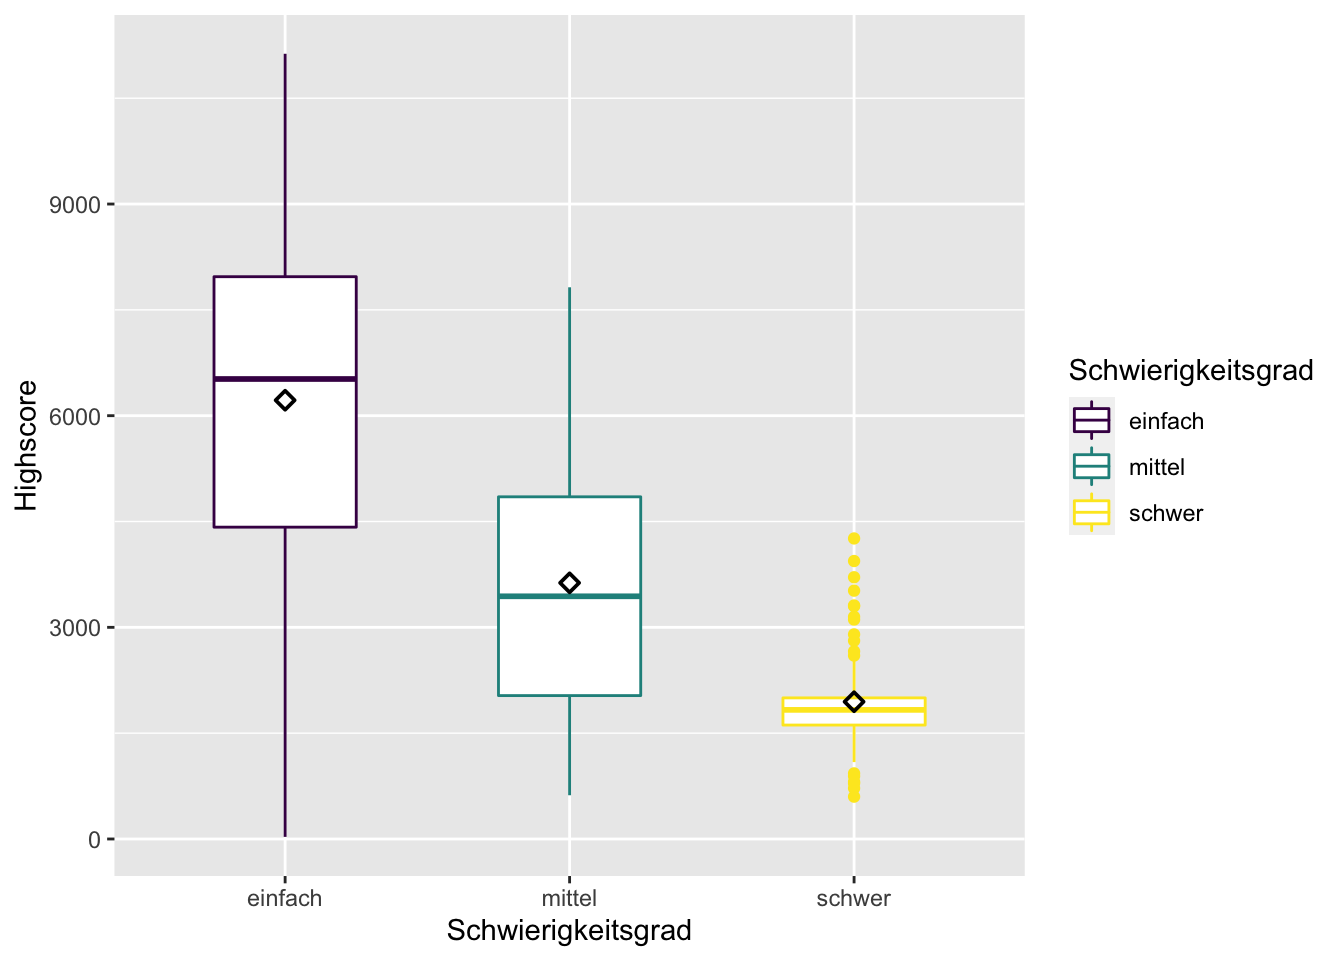 Highscore
9000
6000
3000
0
einfach
mittel
schwer
Schwierigkeitsgrad
Schwierigkeitsgrad
einfach
mittel
schwer